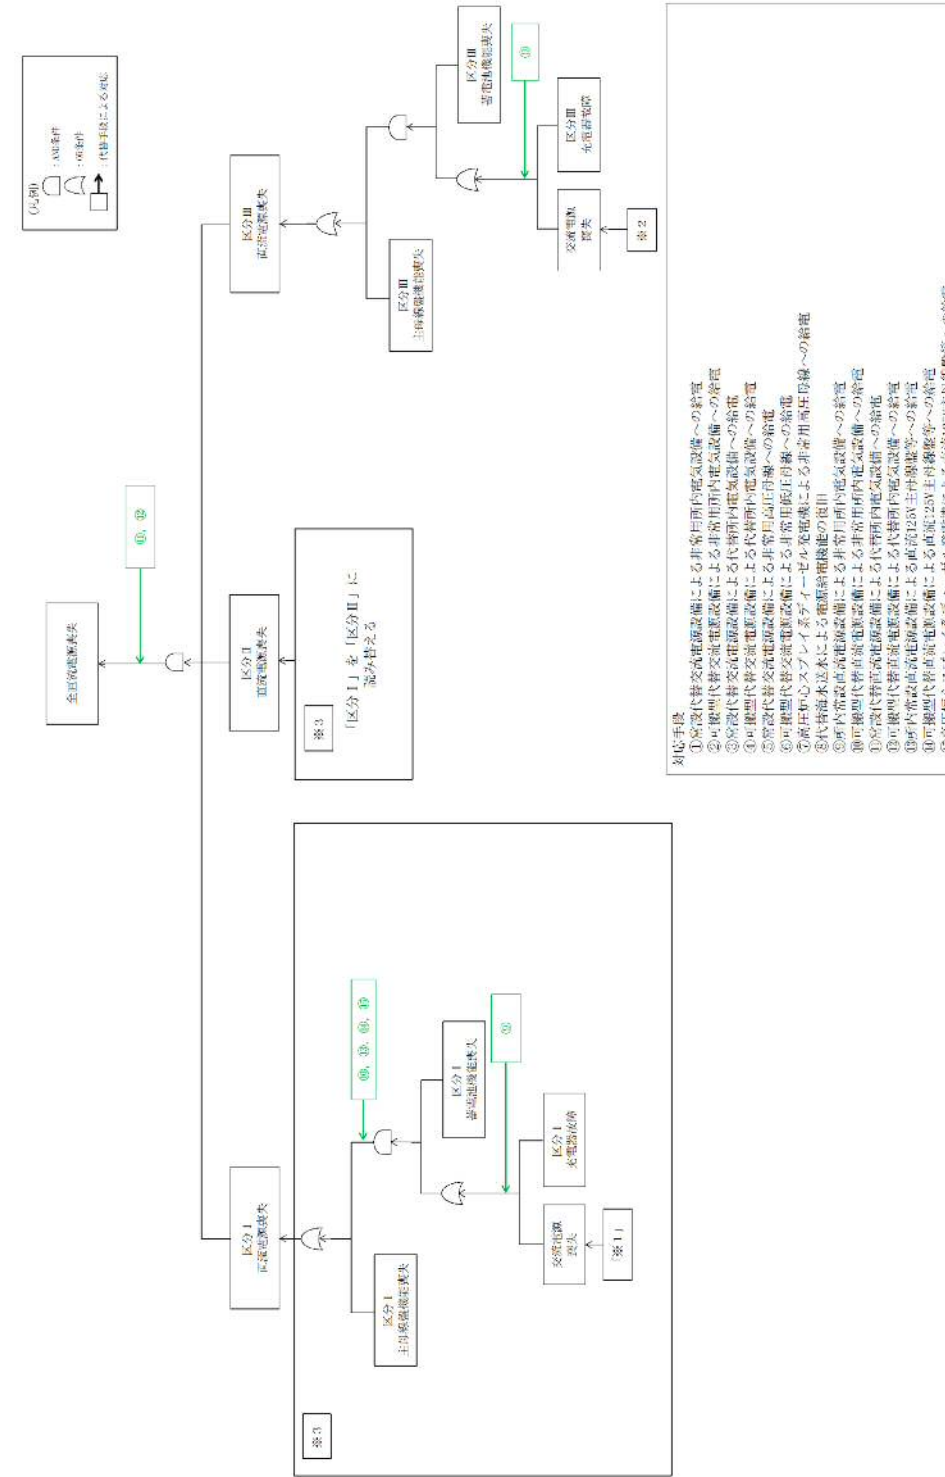 (凡例)
：AND条件
：OR条件
：代替手段による対応
全直流電源喪失
⑪，⑫
区分Ⅰ
直流電源喪失
区分Ⅱ
直流電源喪失
区分Ⅲ
直流電源喪失
※3
「区分Ⅰ」を「区分Ⅱ」に
読み替える
※3
区分Ⅰ
主母線盤機能喪失
区分Ⅰ
蓄電池機能喪失
交流電源
喪失
区分Ⅰ
充電器故障
「※1」
区分Ⅲ
主母線盤機能喪失
区分Ⅲ
蓄電池機能喪失
交流電源
喪失
区分Ⅲ
充電器故障
※2
対応手段
①常設代替交流電源設備による非常用所内電気設備への給電
②可搬型代替交流電源設備による非常用所内電気設備への給電
③常設代替交流電源設備による代替所内電気設備への給電
④可搬型代替交流電源設備による代替所内電気設備への給電
⑤常設代替交流電源設備による非常用高圧母線への給電
⑥可搬型代替交流電源設備による非常用低圧母線への給電
⑦高圧炉心スプレイ系ディーゼル発電機による非常用高圧母線への給電
⑧代替海水送水による電源給電機能の復旧
⑨所内常設直流電源設備による非常用所内電気設備への給電
⑩可搬型代替直流電源設備による非常用所内電気設備への給電
⑪常設代替直流電源設備による代替所内電気設備への給電
⑫可搬型代替直流電源設備による代替所内電気設備への給電
⑬所内常設直流電源設備による直流125V主母線盤等への給電
⑭可搬型代替直流電源設備による直流125V主母線盤等への給電